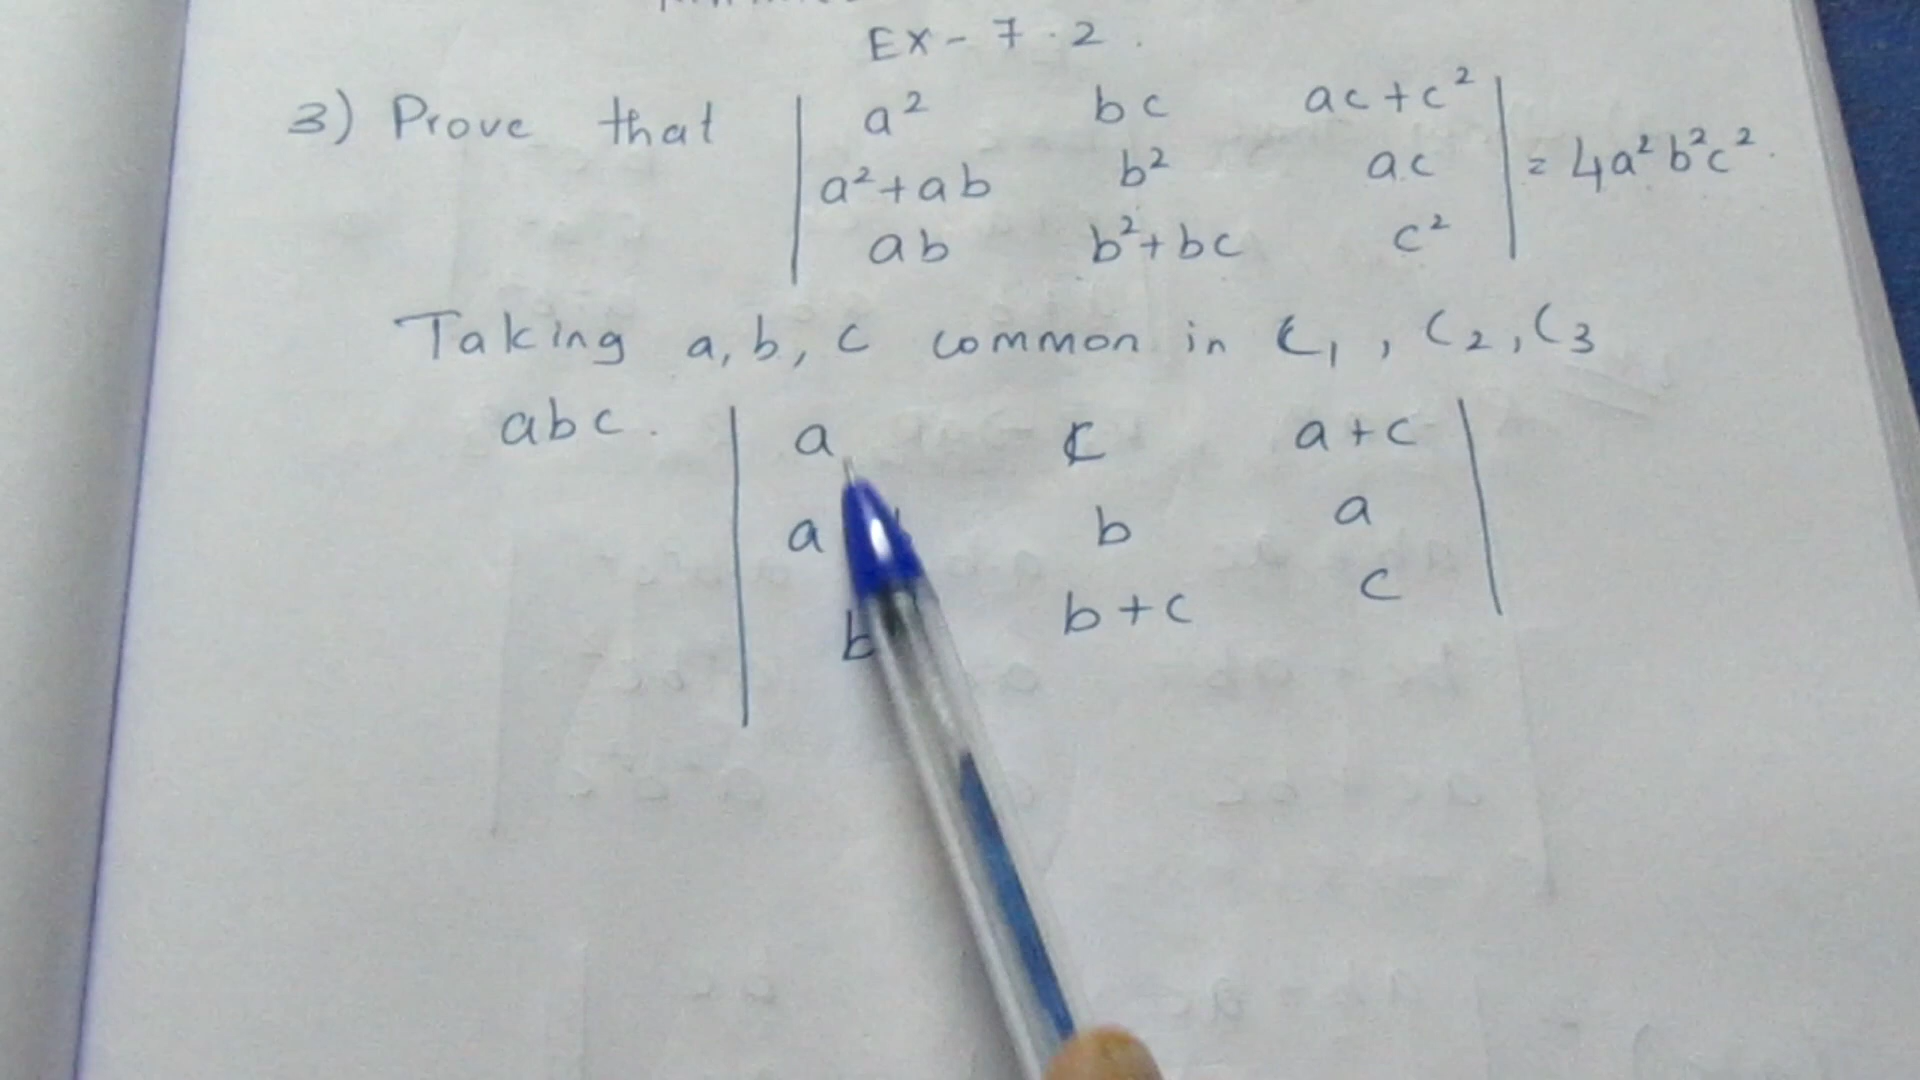 EX - 7.2.
3) Prove that | a² bc ac+c² |
| a²+ab b² ac | = 4a²b²c².
| ab b²+bc c² |
Taking a, b, c common in C₁, C₂, C₃
abc. | a c a+c |
| a b a |
| b b+c c |